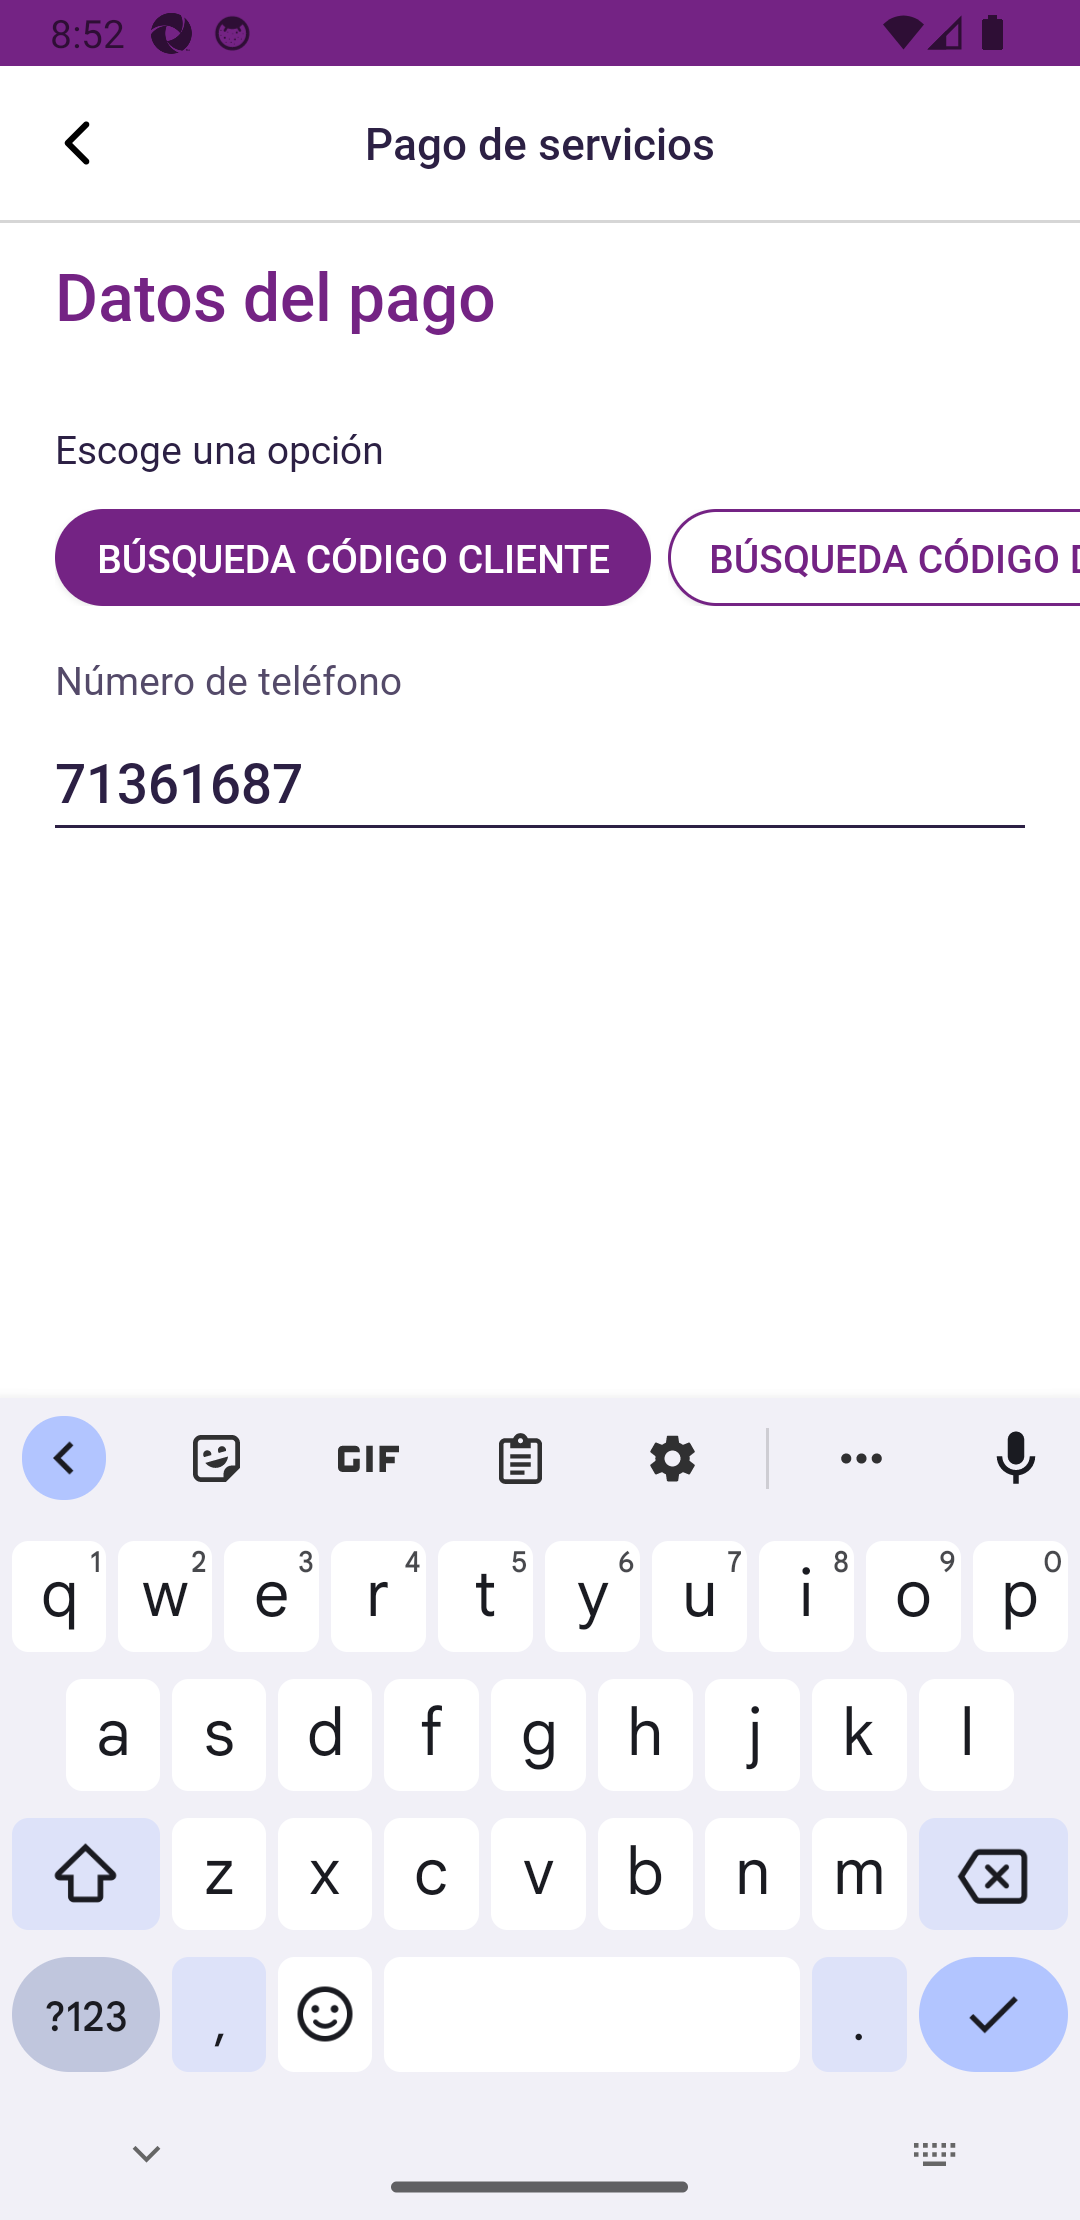 8:52
Pago de servicios
Datos del pago
Escoge una opción
BÚSQUEDA CÓDIGO CLIENTE
BÚSQUEDA CÓDIGO
Número de teléfono
71361687
GIF
q 1 w 2 e 3 r 4 t 5 y 6 u 7 i 8 o 9 p 0
a s d f g h j k l
z x c v b n m
?123 , .